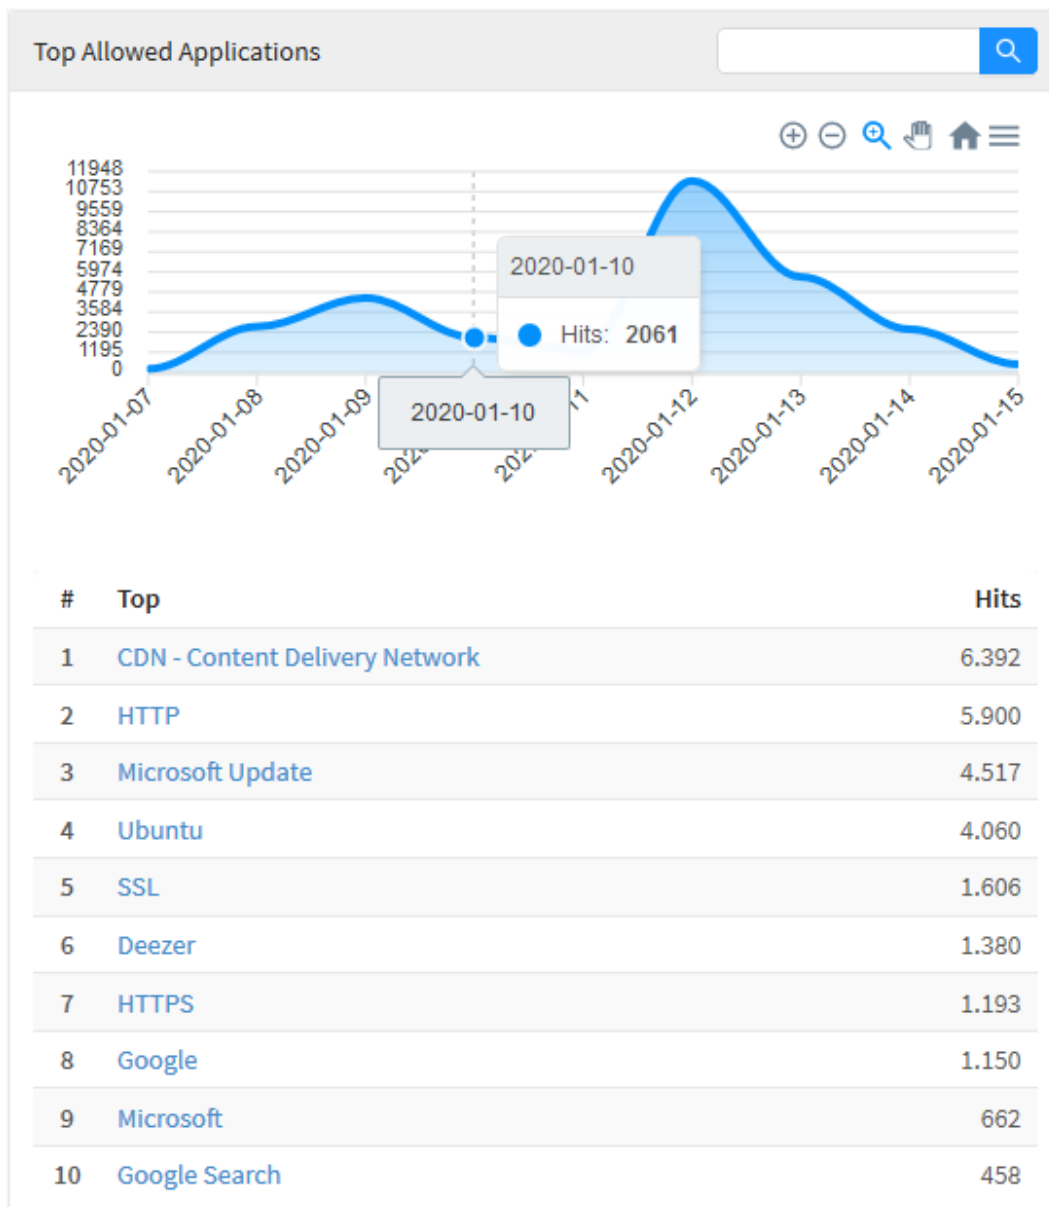 Top Allowed Applications
11948
10753
9559
8364
7169
5974
4779
3584
2390
1195
0
2020-01-10
Hits: 2061
2020-01-10
2020-01-07
2020-01-08
2020-01-09
2020-01-12
2020-01-13
2020-01-14
2020-01-15
# Top Hits
1 CDN - Content Delivery Network 6.392
2 HTTP 5.900
3 Microsoft Update 4.517
4 Ubuntu 4.060
5 SSL 1.606
6 Deezer 1.380
7 HTTPS 1.193
8 Google 1.150
9 Microsoft 662
10 Google Search 458